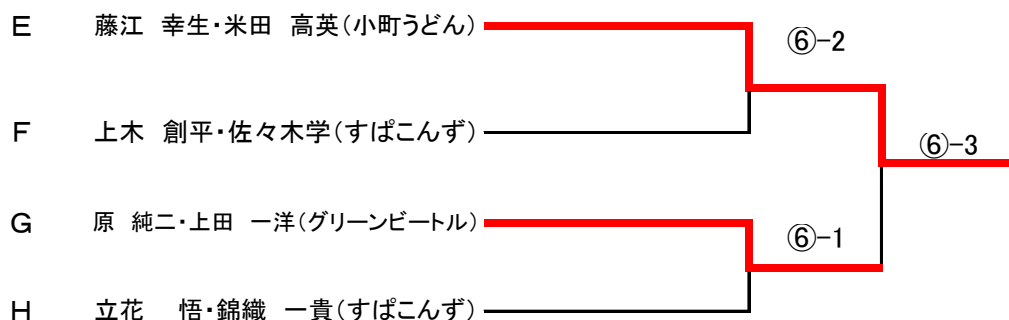 E 藤江 幸生・米田 高英(小町うどん)
⑥-2
F 上木 創平・佐々木学(すぱこんず)
⑥-3
G 原 純二・上田 一洋(グリーンビートル)
⑥-1
H 立花 悟・錦織 一貴(すぱこんず)